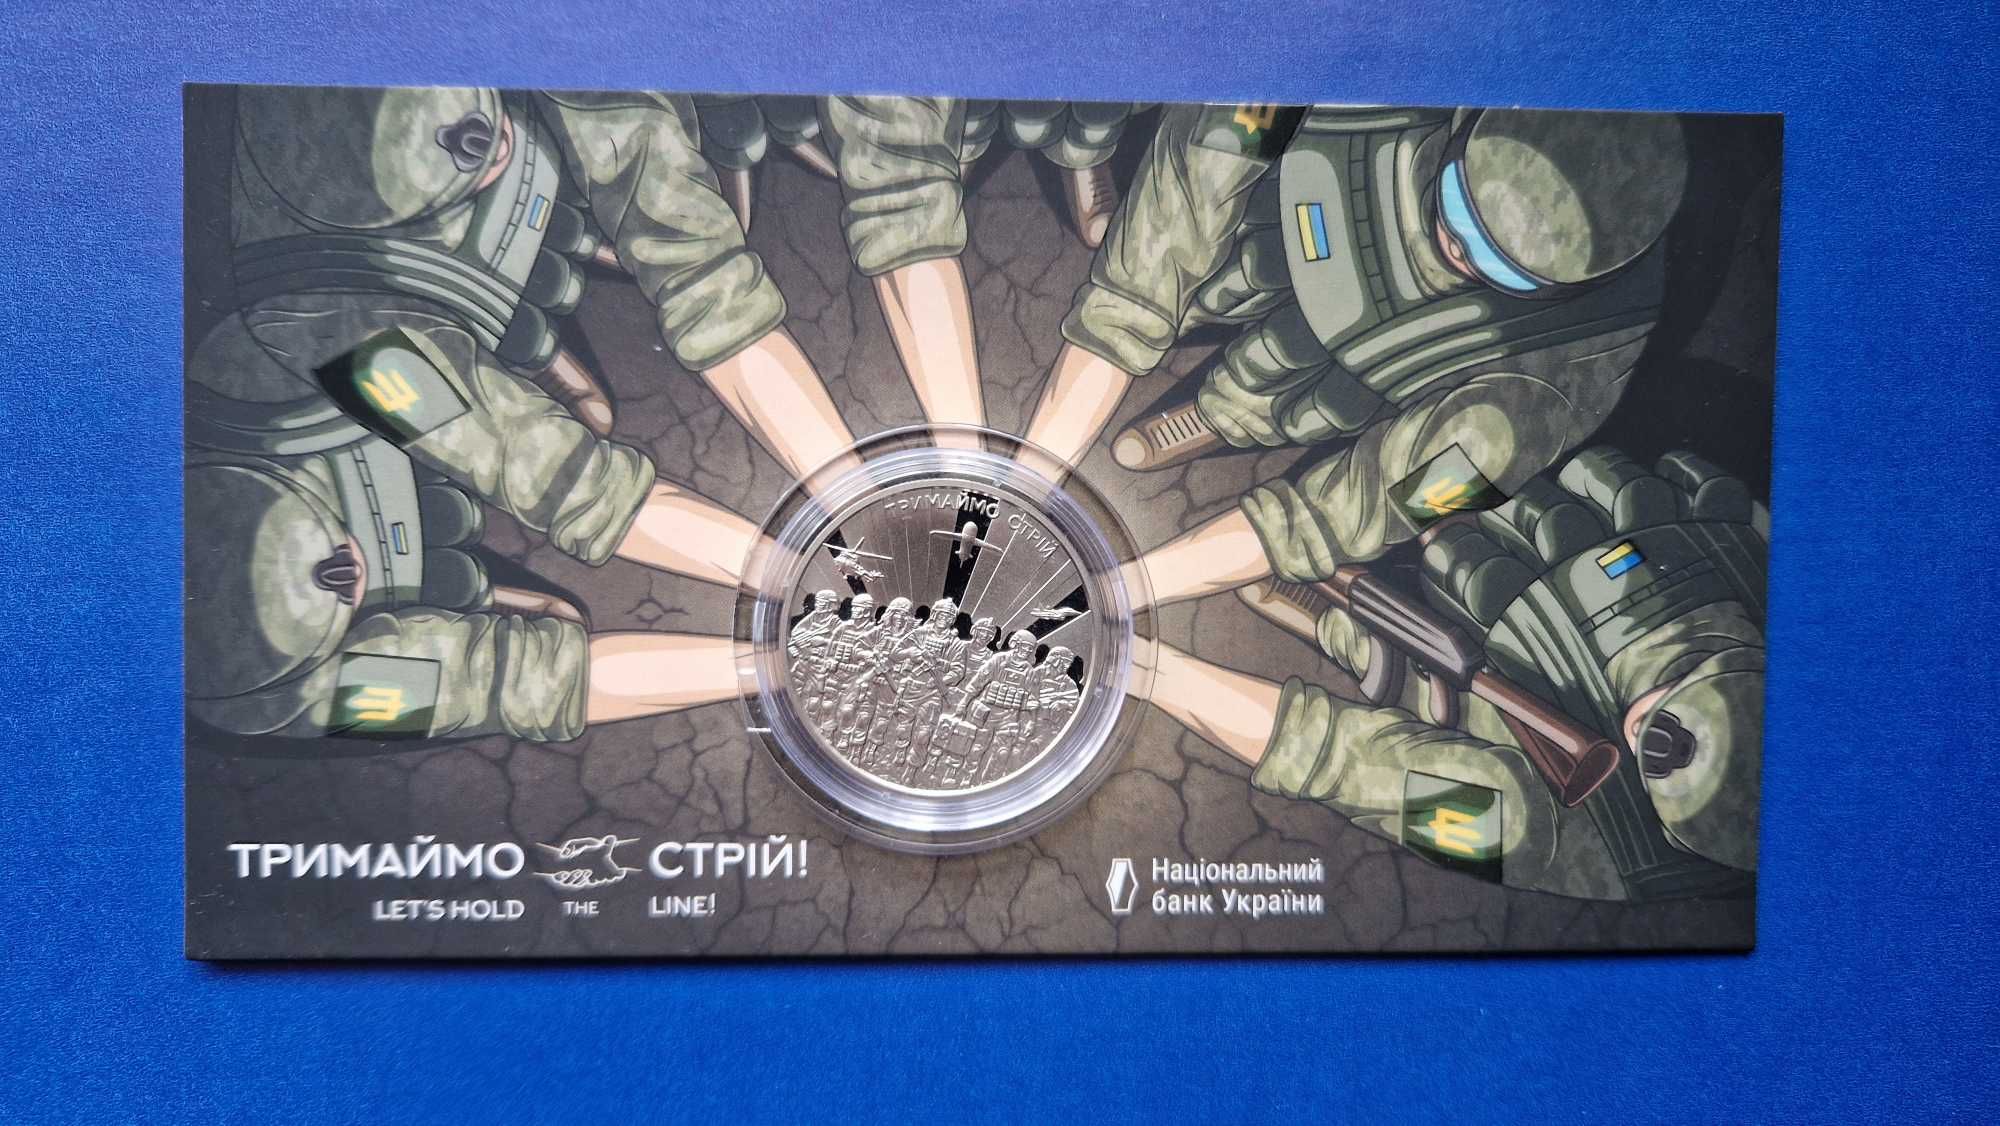 ТРИМАЙМО СТРІЙ
ТРИМАЙМО СТРІЙ!
LET'S HOLD THE LINE!
Національний
банк України